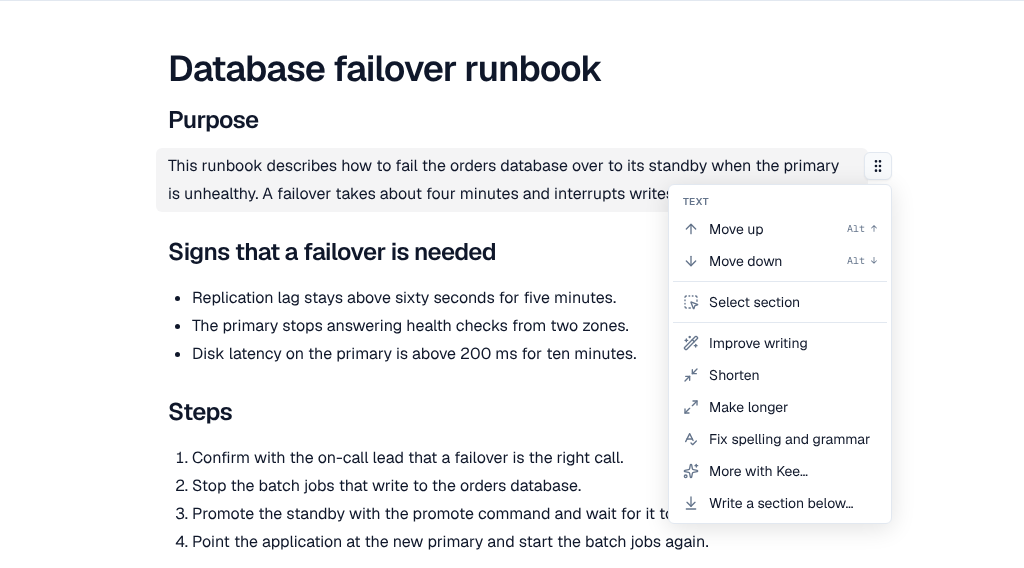 Database failover runbook
Purpose
This runbook describes how to fail the orders database over to its standby when the primary
is unhealthy. A failover takes about four minutes and interrupts writes
TEXT
Move up Alt ↑
Move down Alt ↓
Select section
Improve writing
Shorten
Make longer
Fix spelling and grammar
More with Kee...
Write a section below...
Signs that a failover is needed
• Replication lag stays above sixty seconds for five minutes.
• The primary stops answering health checks from two zones.
• Disk latency on the primary is above 200 ms for ten minutes.
Steps
1. Confirm with the on-call lead that a failover is the right call.
2. Stop the batch jobs that write to the orders database.
3. Promote the standby with the promote command and wait for it
4. Point the application at the new primary and start the batch jobs again.